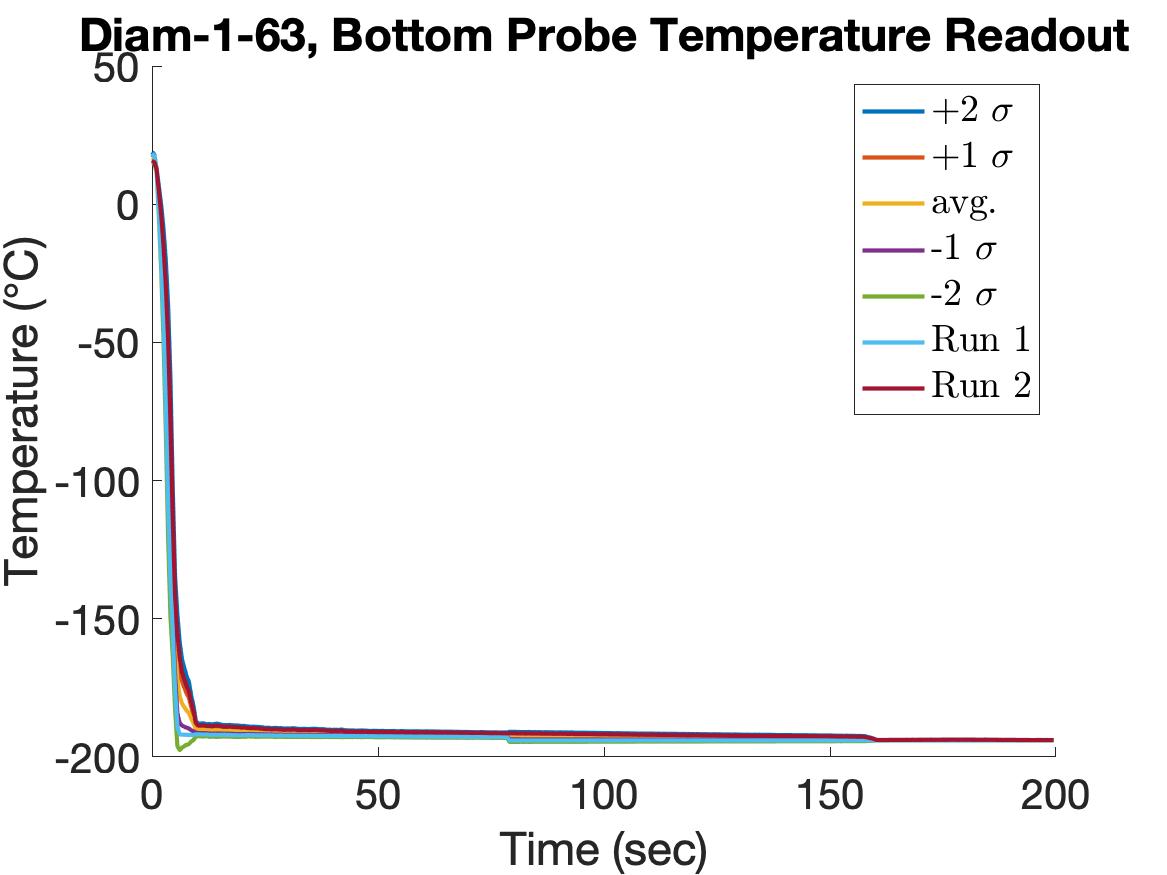 Diam-1-63, Bottom Probe Temperature Readout
50
0
-50
-100
-150
-200
Temperature (°C)
+2 σ
+1 σ
avg.
-1 σ
-2 σ
Run 1
Run 2
0 50 100 150 200
Time (sec)